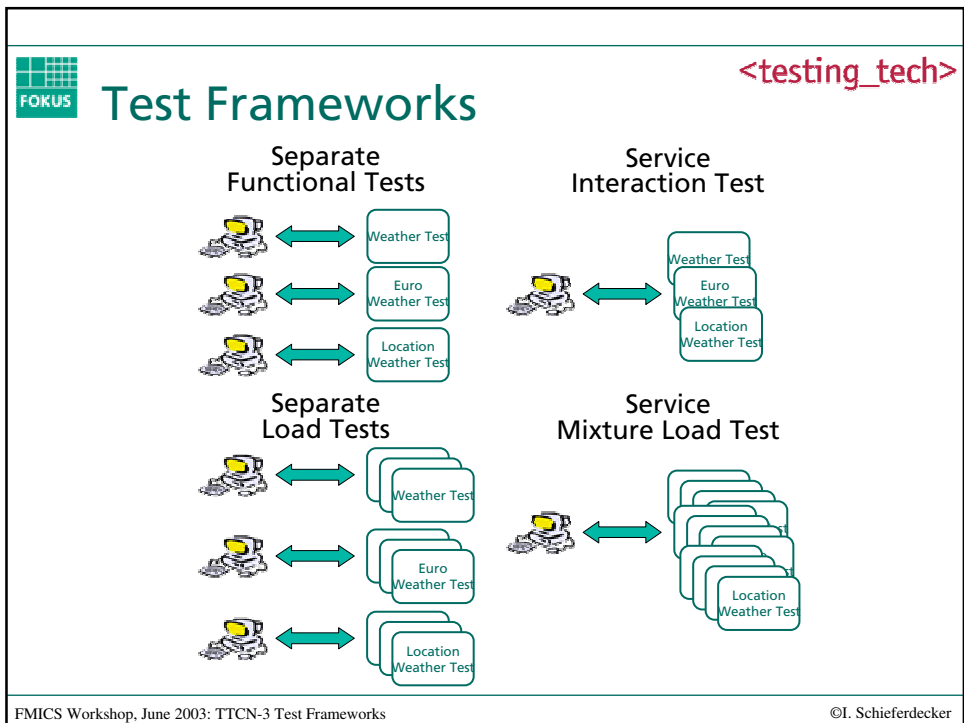 FOKUS
Test Frameworks
<testing_tech>
Separate
Functional Tests
Weather Test
Euro
Weather Test
Location
Weather Test
Service
Interaction Test
Weather Test
Euro
Weather Test
Location
Weather Test
Separate
Load Tests
Weather Test
Euro
Weather Test
Location
Weather Test
Service
Mixture Load Test
Location
Weather Test
FMICS Workshop, June 2003: TTCN-3 Test Frameworks
©I. Schieferdecker